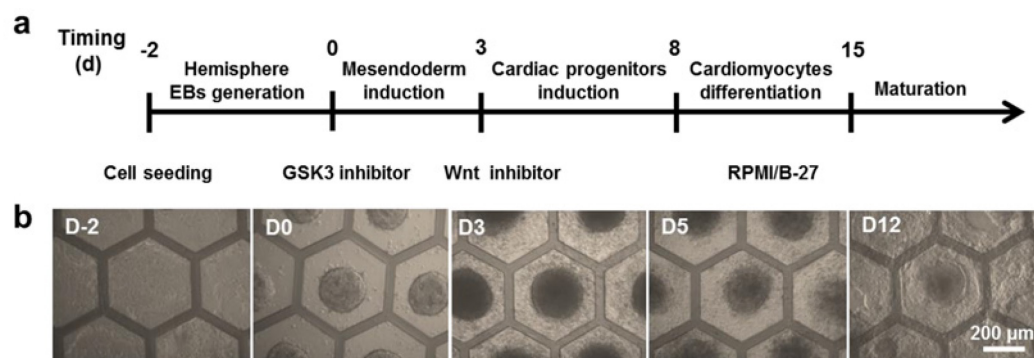 a
Timing
(d)
-2
0
3
8
15
Hemisphere
EBs generation
Mesendoderm
induction
Cardiac progenitors
induction
Cardiomyocytes
differentiation
Maturation
Cell seeding
GSK3 inhibitor
Wnt inhibitor
RPMI/B-27
b
D-2
D0
D3
D5
D12
200 µm